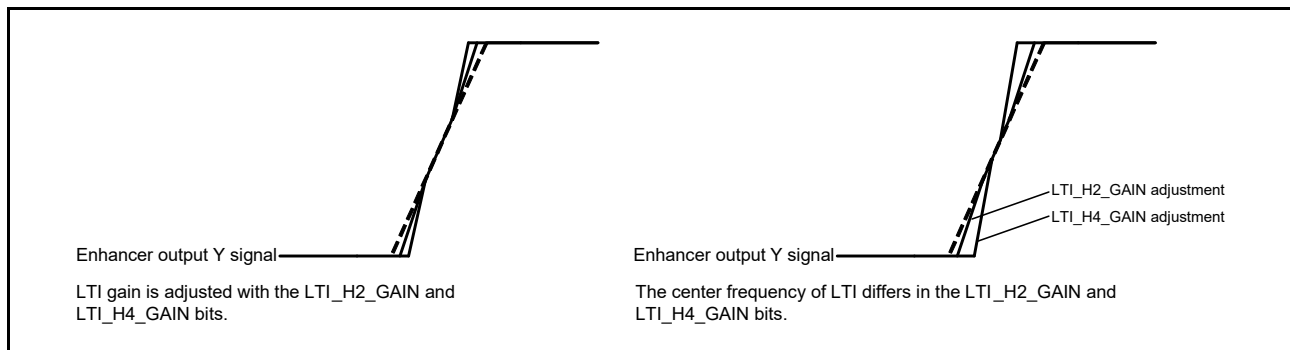 LTI_H2_GAIN adjustment
LTI_H4_GAIN adjustment
Enhancer output Y signal
LTI gain is adjusted with the LTI_H2_GAIN and
LTI_H4_GAIN bits.
Enhancer output Y signal
The center frequency of LTI differs in the LTI_H2_GAIN and
LTI_H4_GAIN bits.